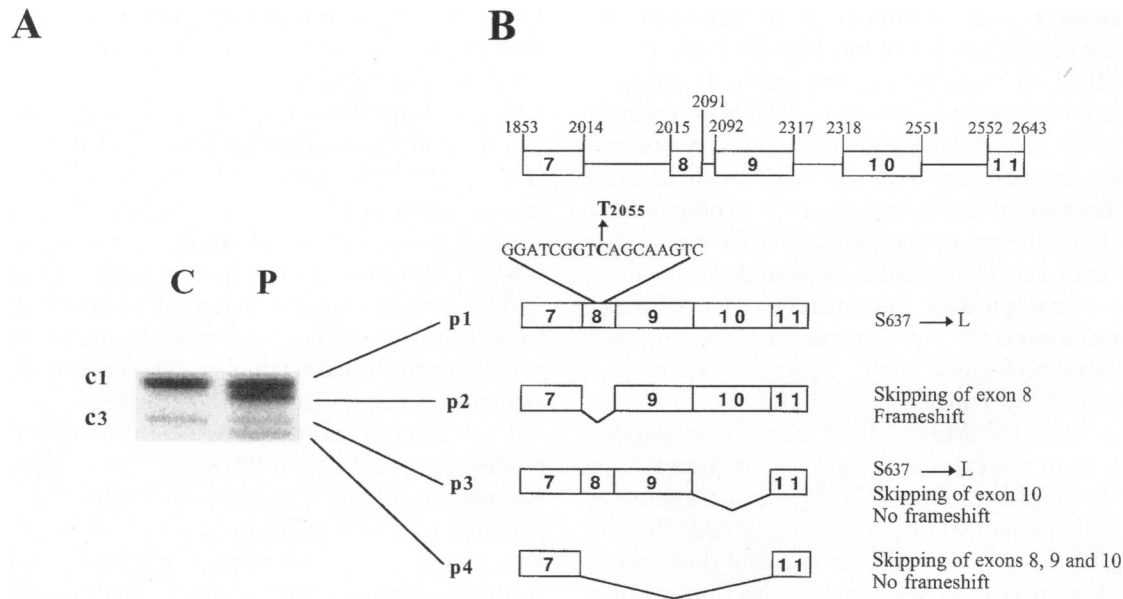 A
B
2091
1853 2014 2015 2092 2317 2318 2551 2552 2643
7 8 9 10 11
T2055
GGATCGGTCAGCAAGTC
C P
p1 7 8 9 10 11 S637 → L
c1
p2 7 9 10 11 Skipping of exon 8
Frameshift
c3
p3 7 8 9 11 S637 → L
Skipping of exon 10
No frameshift
p4 7 11 Skipping of exons 8, 9 and 10
No frameshift